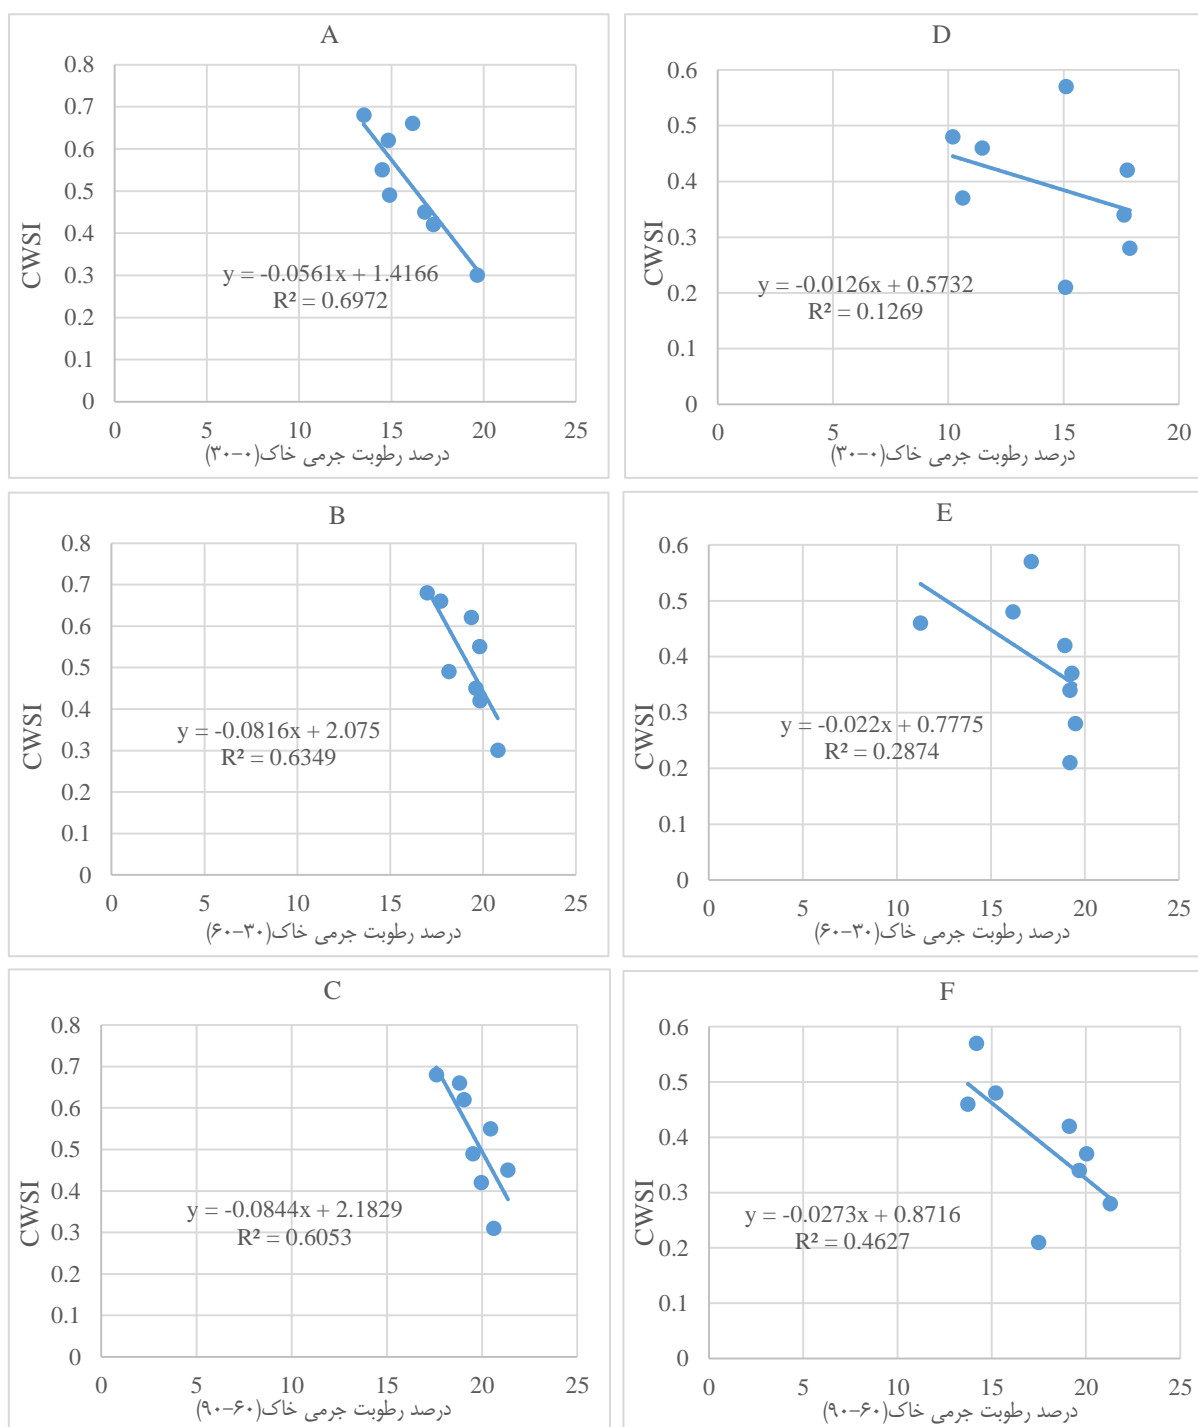 A
0.8
0.7
0.6
0.5
0.4
0.3
0.2
0.1
0
CWSI
y = -0.0561x + 1.4166
R² = 0.6972
0 5 10 15 20 25
درصد رطوبت جرمی خاک(۰-۳۰)
D
0.6
0.5
0.4
0.3
0.2
0.1
0
CWSI
y = -0.0126x + 0.5732
R² = 0.1269
0 5 10 15 20
درصد رطوبت جرمی خاک(۰-۳۰)
B
0.8
0.7
0.6
0.5
0.4
0.3
0.2
0.1
0
CWSI
y = -0.0816x + 2.075
R² = 0.6349
0 5 10 15 20 25
درصد رطوبت جرمی خاک(۳۰-۶۰)
E
0.6
0.5
0.4
0.3
0.2
0.1
0
CWSI
y = -0.022x + 0.7775
R² = 0.2874
0 5 10 15 20 25
درصد رطوبت جرمی خاک(۳۰-۶۰)
C
0.8
0.7
0.6
0.5
0.4
0.3
0.2
0.1
0
CWSI
y = -0.0844x + 2.1829
R² = 0.6053
0 5 10 15 20 25
درصد رطوبت جرمی خاک(۶۰-۹۰)
F
0.6
0.5
0.4
0.3
0.2
0.1
0
CWSI
y = -0.0273x + 0.8716
R² = 0.4627
0 5 10 15 20 25
درصد رطوبت جرمی خاک(۶۰-۹۰)